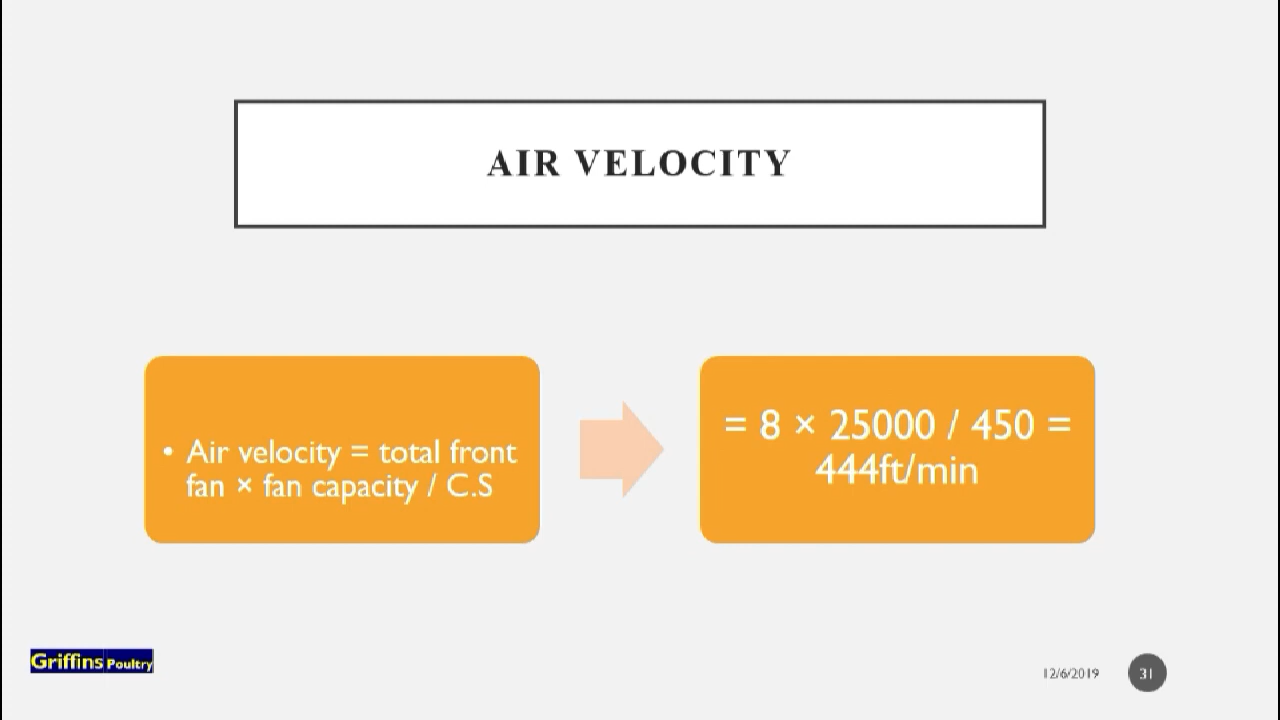 AIR VELOCITY
• Air velocity = total front
fan × fan capacity / C.S
= 8 × 25000 / 450 =
444ft/min
Griffins Poultry
12/6/2019
31